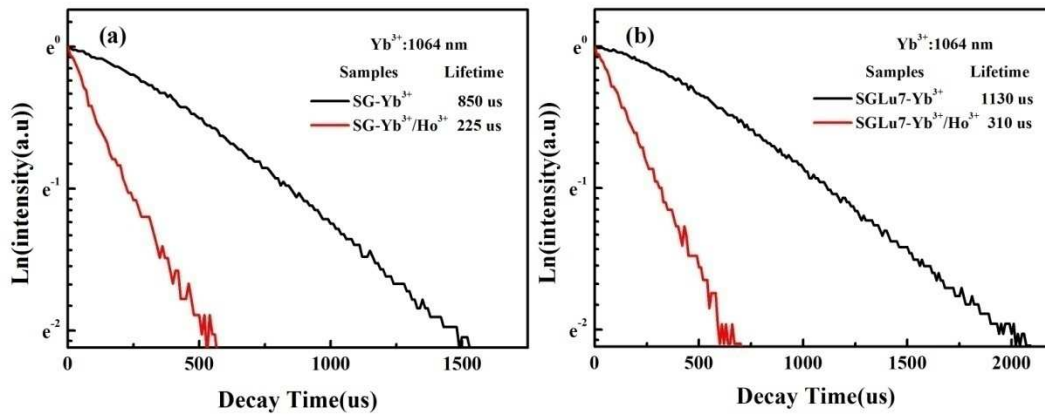 (a)
Yb³⁺:1064 nm
Samples Lifetime
SG-Yb³⁺ 850 us
SG-Yb³⁺/Ho³⁺ 225 us
e⁰
e⁻¹
e⁻²
Ln(intensity(a.u)
0 500 1000 1500
Decay Time(us)
(b)
Yb³⁺:1064 nm
Samples Lifetime
SGLu7-Yb³⁺ 1130 us
SGLu7-Yb³⁺/Ho³⁺ 310 us
e⁰
e⁻¹
e⁻²
Ln(intensity(a.u)
0 500 1000 1500 2000
Decay Time(us)